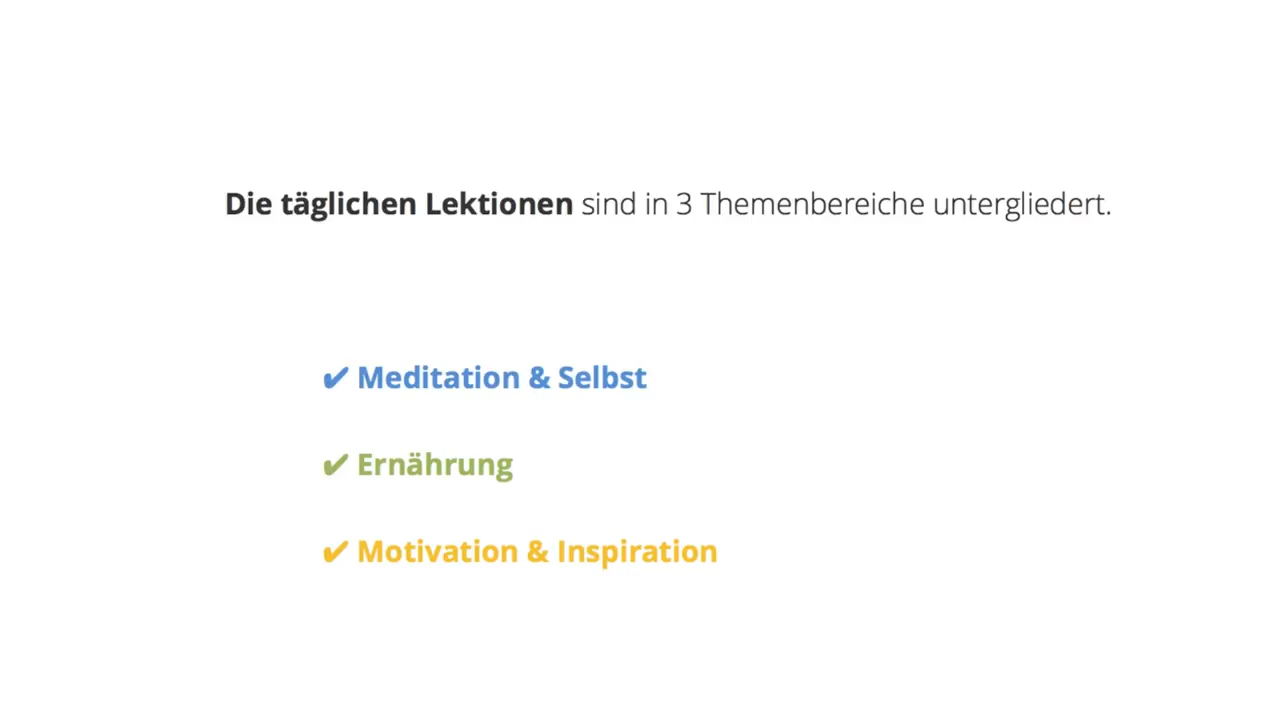 Die täglichen Lektionen sind in 3 Themenbereiche untergliedert.
✔ Meditation & Selbst
✔ Ernährung
✔ Motivation & Inspiration